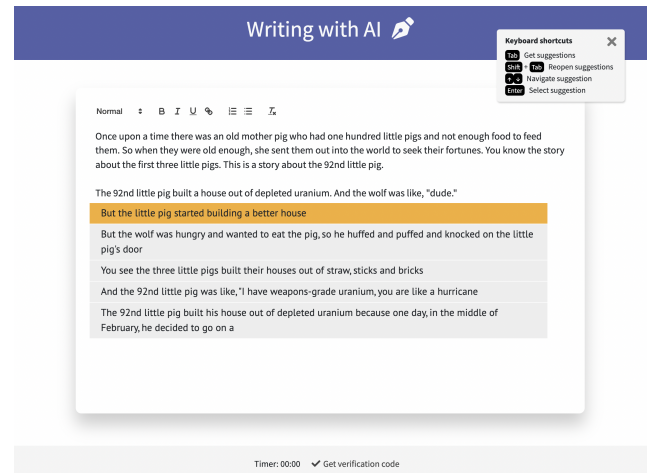 Writing with AI
Keyboard shortcuts
Tab Get suggestions
Shift + Tab Reopen suggestions
↑ ↓ Navigate suggestion
Enter Select suggestion
Normal B I U
Once upon a time there was an old mother pig who had one hundred little pigs and not enough food to feed
them. So when they were old enough, she sent them out into the world to seek their fortunes. You know the story
about the first three little pigs. This is a story about the 92nd little pig.
The 92nd little pig built a house out of depleted uranium. And the wolf was like, "dude."
But the little pig started building a better house
But the wolf was hungry and wanted to eat the pig, so he huffed and puffed and knocked on the little
pig's door
You see the three little pigs built their houses out of straw, sticks and bricks
And the 92nd little pig was like, "I have weapons-grade uranium, you are like a hurricane
The 92nd little pig built his house out of depleted uranium because one day, in the middle of
February, he decided to go on a
Timer: 00:00 ✔ Get verification code